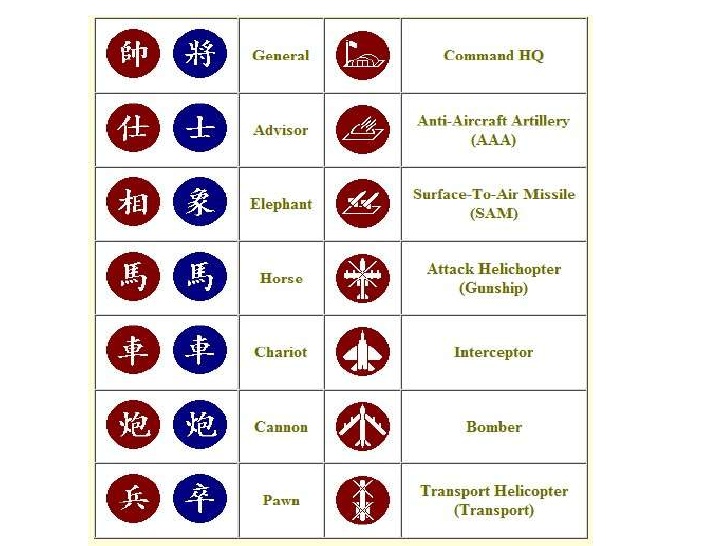 帥 將 General Command HQ
仕 士 Advisor Anti-Aircraft Artillery
(AAA)
相 象 Elephant Surface-To-Air Missile
(SAM)
馬 馬 Horse Attack Helichopter
(Gunship)
車 車 Chariot Interceptor
炮 炮 Cannon Bomber
兵 卒 Pawn Transport Helicopter
(Transport)